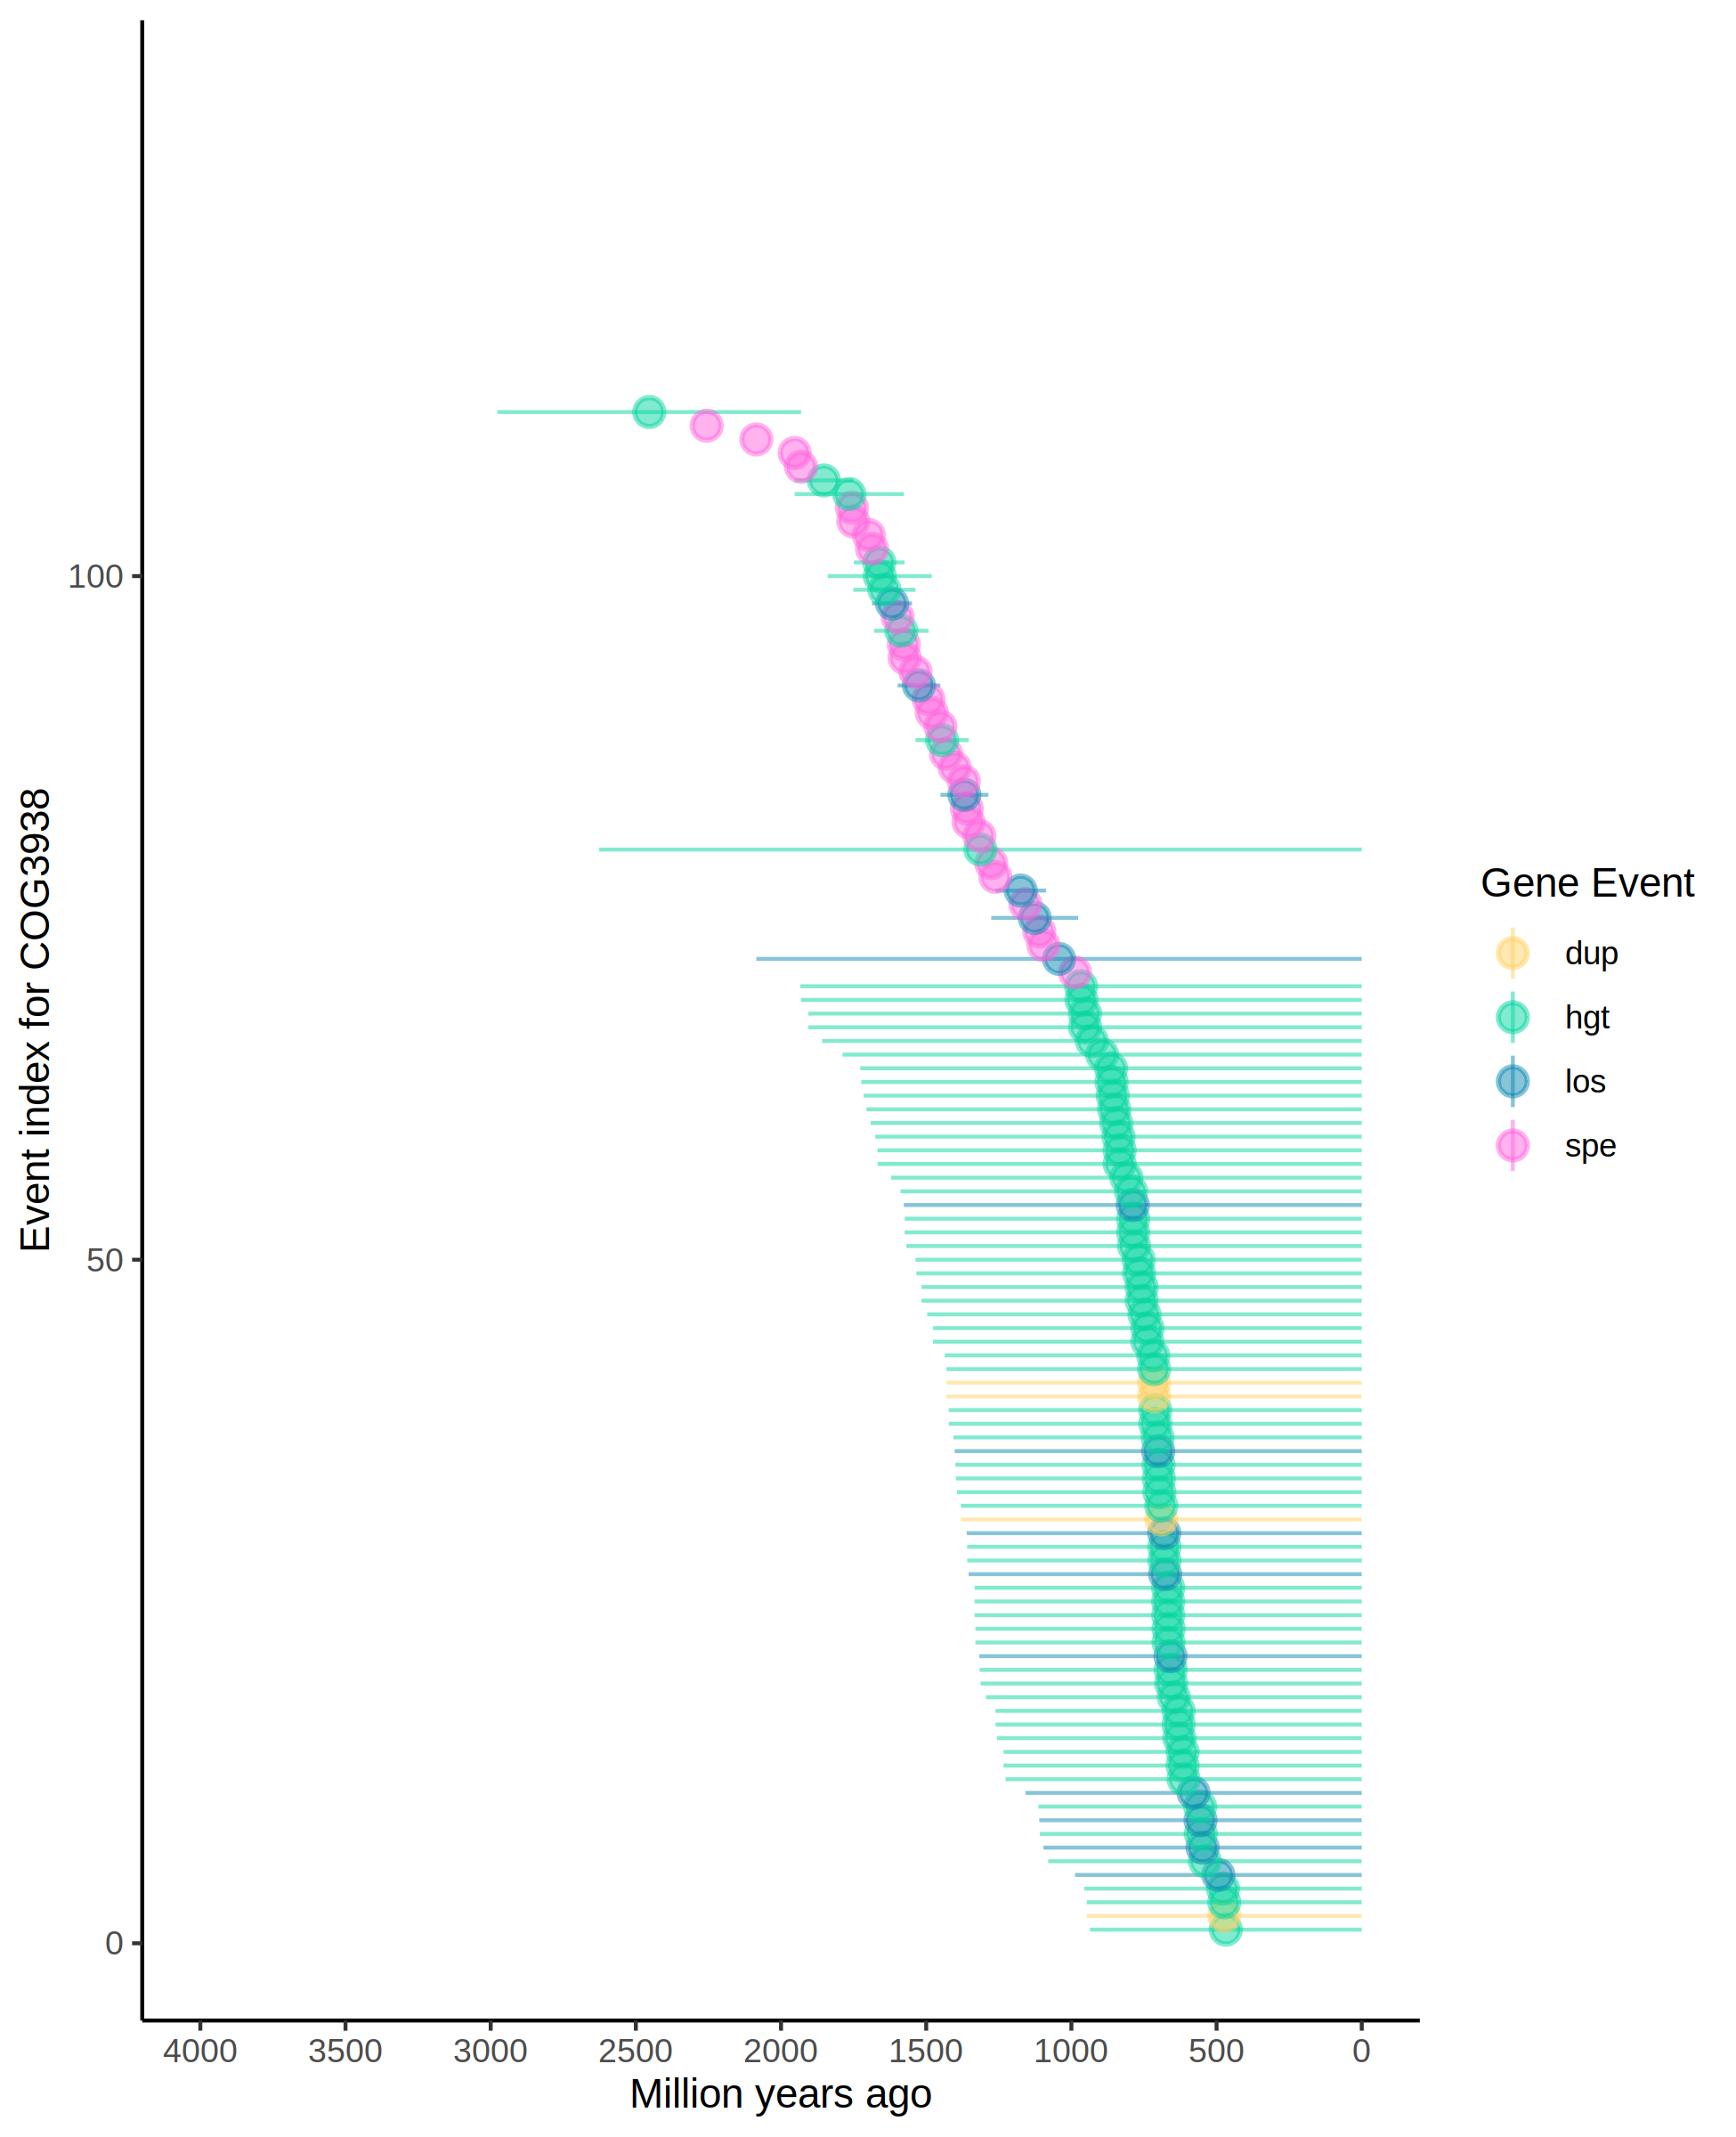 Event index for COG3938
100
50
0
4000 3500 3000 2500 2000 1500 1000 500 0
Million years ago
Gene Event
dup
hgt
los
spe